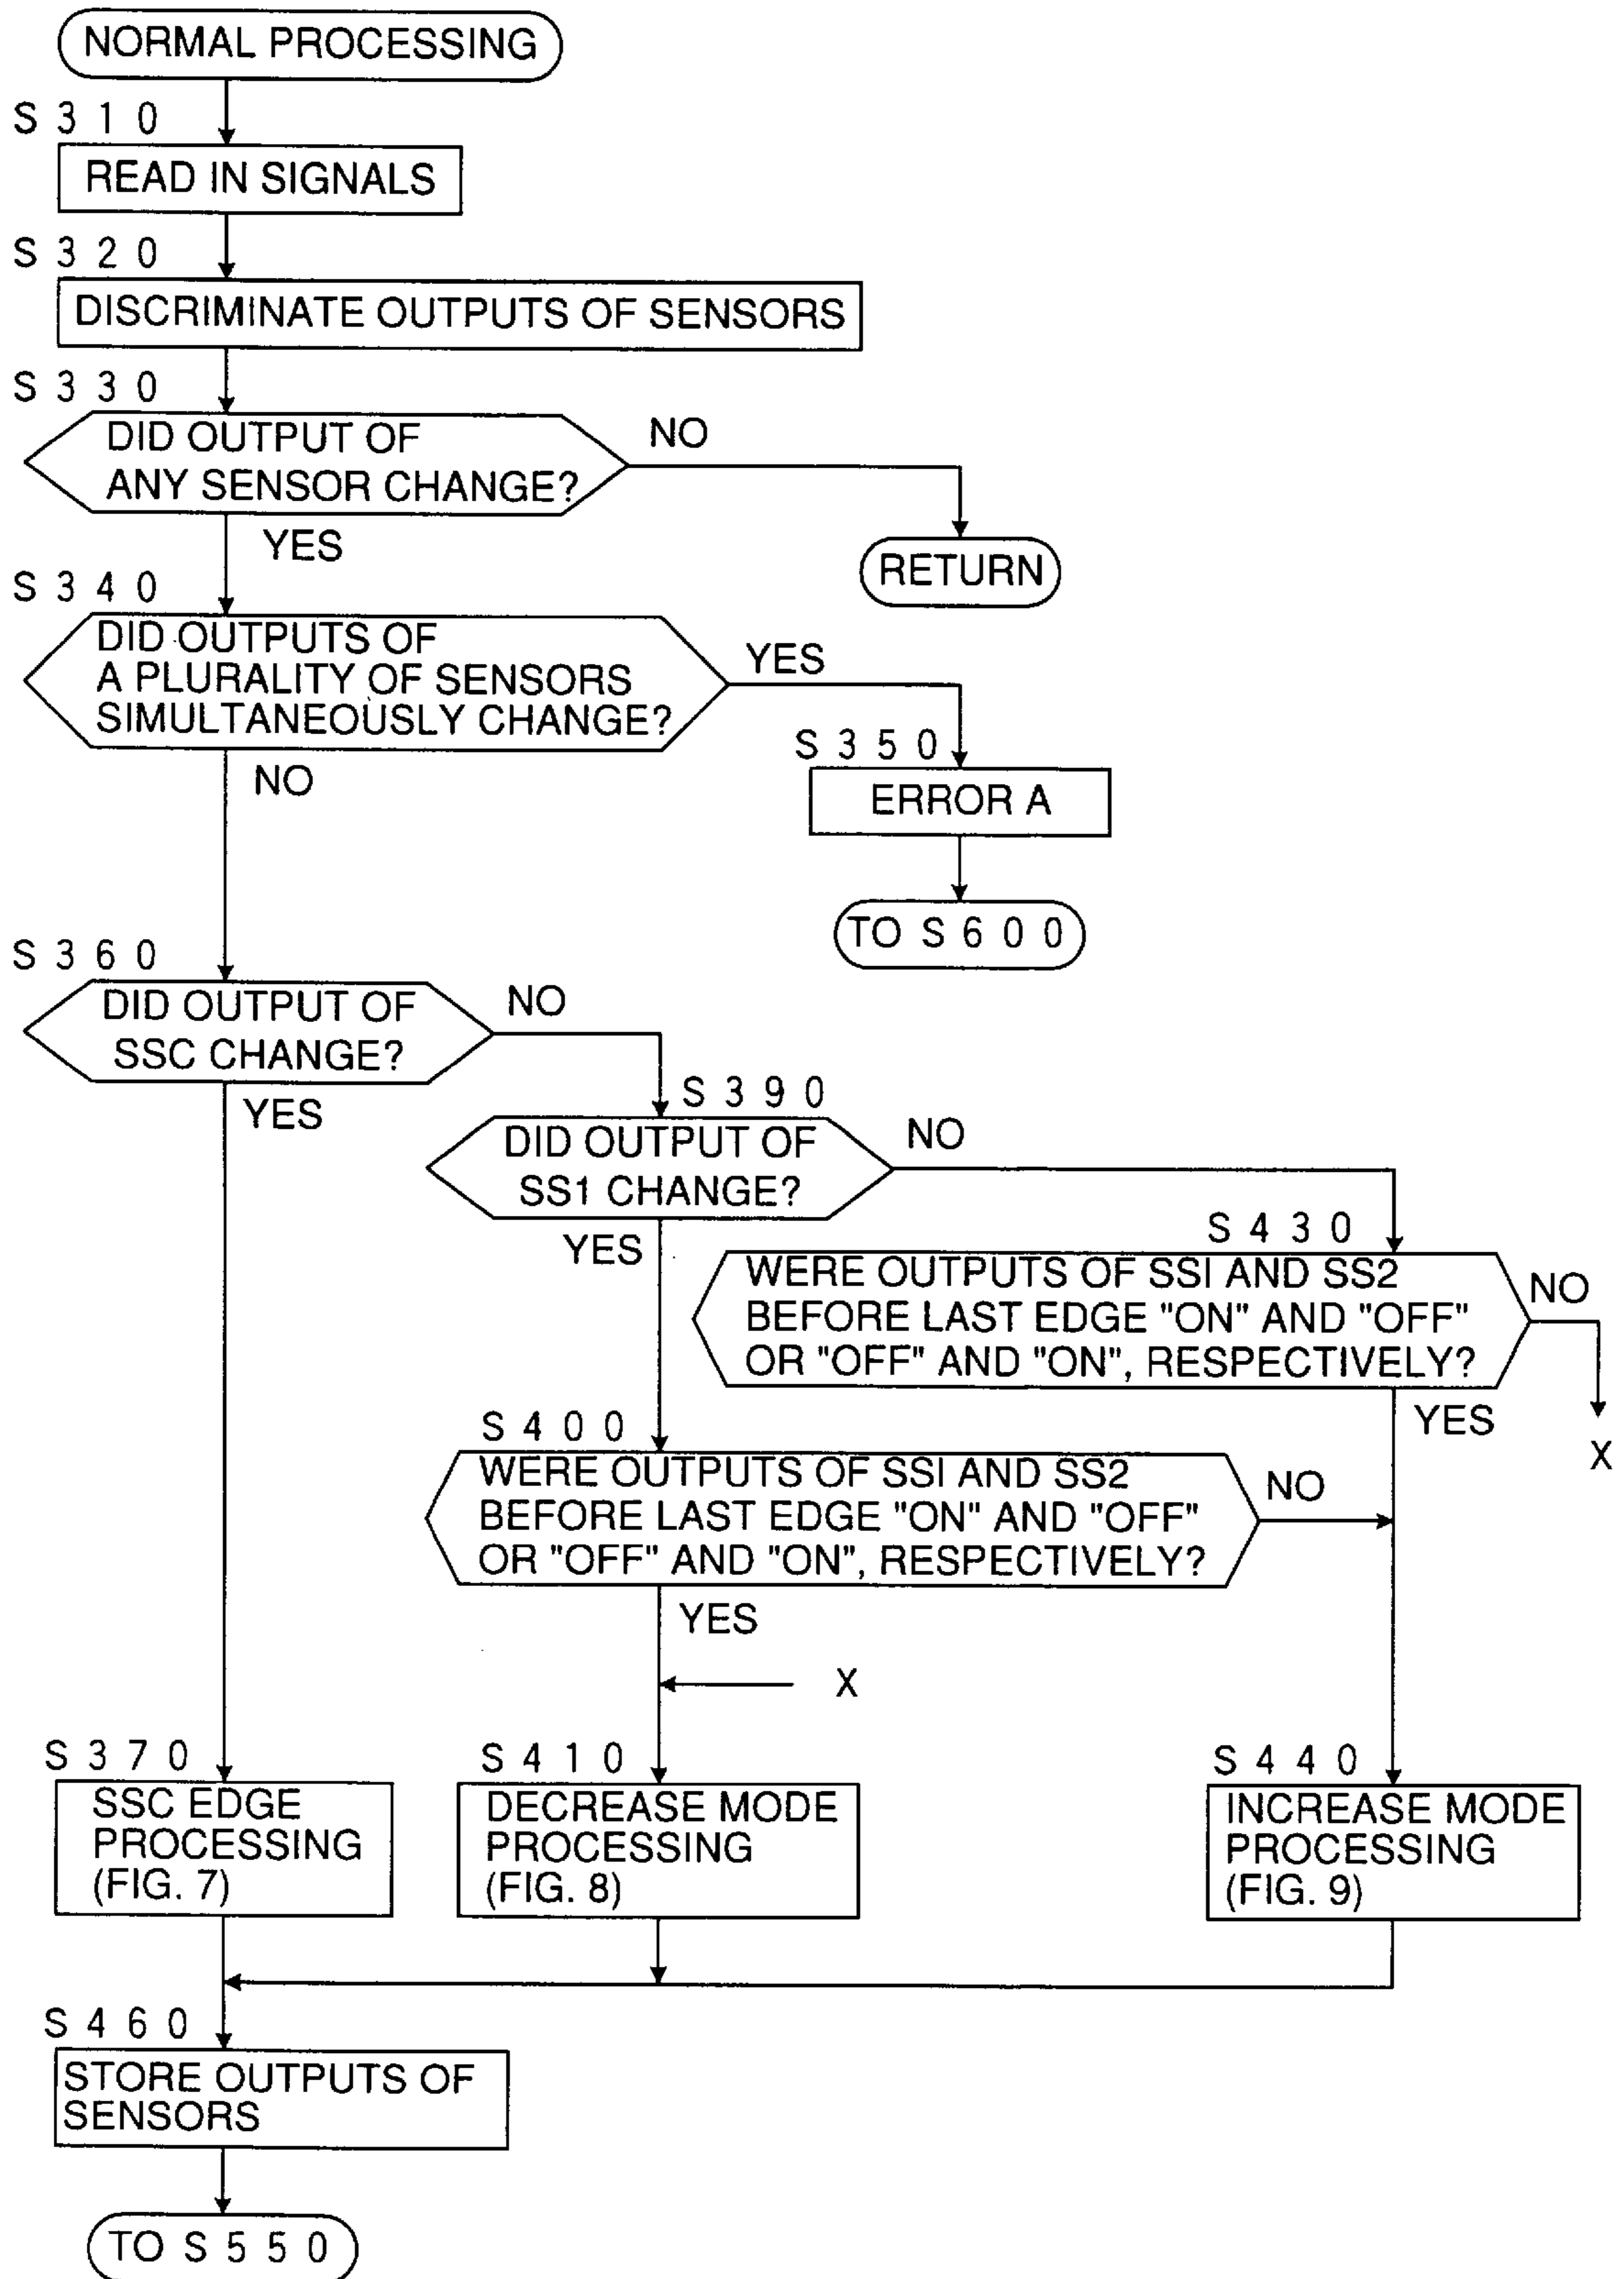 NORMAL PROCESSING
S 3 1 0
READ IN SIGNALS
S 3 2 0
DISCRIMINATE OUTPUTS OF SENSORS
S 3 3 0
DID OUTPUT OF
ANY SENSOR CHANGE?
NO
YES
RETURN
S 3 4 0
DID OUTPUTS OF
A PLURALITY OF SENSORS
SIMULTANEOUSLY CHANGE?
YES
NO
S 3 5 0
ERROR A
TO S 6 0 0
S 3 6 0
DID OUTPUT OF
SSC CHANGE?
NO
YES
S 3 9 0
DID OUTPUT OF
SS1 CHANGE?
NO
YES
S 4 3 0
WERE OUTPUTS OF SSI AND SS2
BEFORE LAST EDGE "ON" AND "OFF"
OR "OFF" AND "ON", RESPECTIVELY?
NO
YES
X
S 4 0 0
WERE OUTPUTS OF SSI AND SS2
BEFORE LAST EDGE "ON" AND "OFF"
OR "OFF" AND "ON", RESPECTIVELY?
NO
YES
X
S 3 7 0
SSC EDGE
PROCESSING
(FIG. 7)
S 4 1 0
DECREASE MODE
PROCESSING
(FIG. 8)
S 4 4 0
INCREASE MODE
PROCESSING
(FIG. 9)
S 4 6 0
STORE OUTPUTS OF
SENSORS
TO S 5 5 0